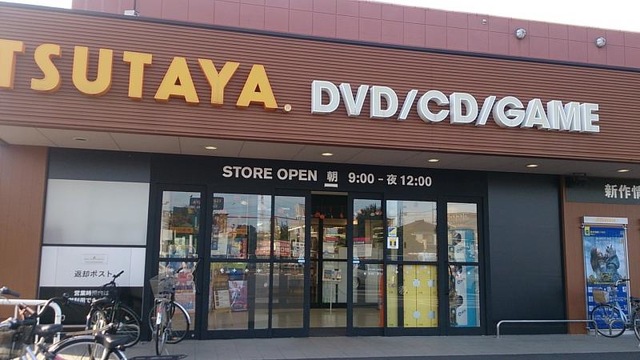 TSUTAYA.
DVD/CD/GAME
STORE OPEN 朝 9:00 - 夜 12:00
新作情
返却ポスト